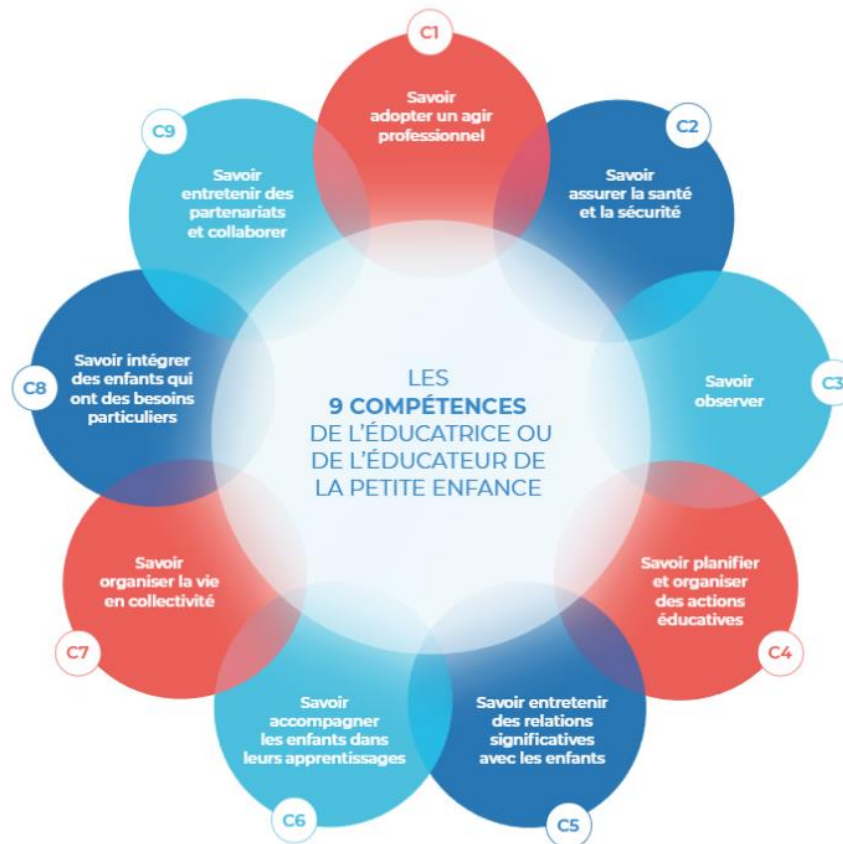 C1
Savoir
adopter un agir
professionnel
C2
Savoir
assurer la santé
et la sécurité
C3
Savoir
observer
C4
Savoir planifier
et organiser
des actions
éducatives
C5
Savoir entretenir
des relations
significatives
avec les enfants
C6
Savoir
accompagner
les enfants dans
leurs apprentissages
C7
Savoir
organiser la vie
en collectivité
C8
Savoir intégrer
des enfants qui
ont des besoins
particuliers
C9
Savoir
entretenir des
partenariats
et collaborer
LES
9 COMPÉTENCES
DE L'ÉDUCATRICE OU
DE L'ÉDUCATEUR DE
LA PETITE ENFANCE